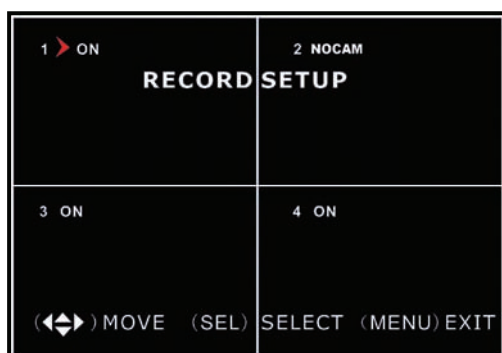 1 ON 2 NOCAM
RECORD SETUP
3 ON 4 ON
( ) MOVE (SEL) SELECT (MENU) EXIT